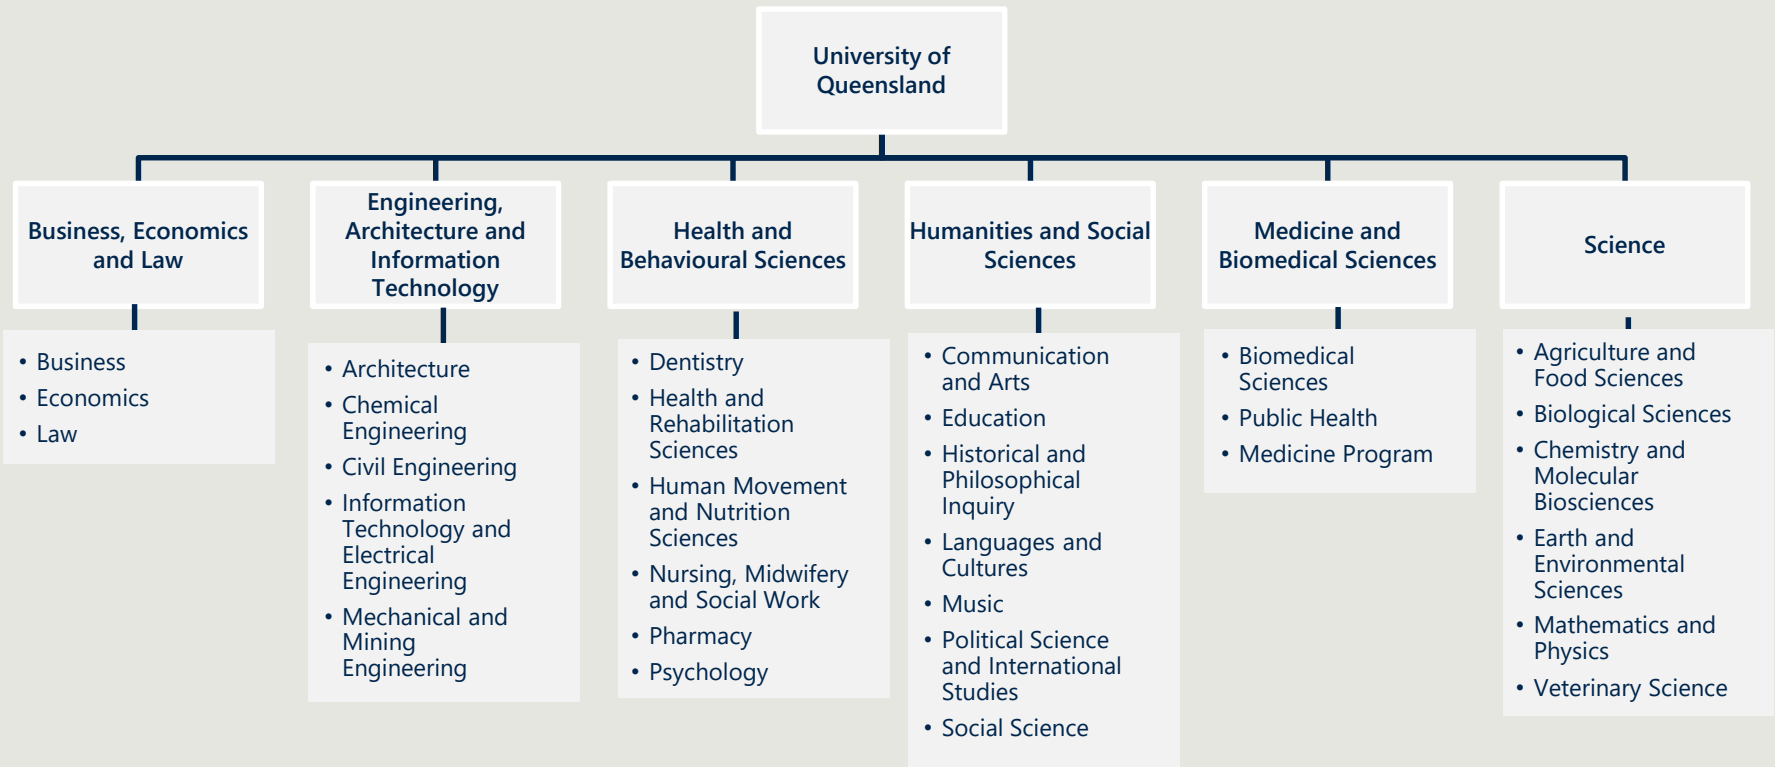 University of
Queensland
Business, Economics
and Law
• Business
• Economics
• Law
Engineering,
Architecture and
Information
Technology
• Architecture
• Chemical
Engineering
• Civil Engineering
• Information
Technology and
Electrical
Engineering
• Mechanical and
Mining
Engineering
Health and
Behavioural Sciences
• Dentistry
• Health and
Rehabilitation
Sciences
• Human Movement
and Nutrition
Sciences
• Nursing, Midwifery
and Social Work
• Pharmacy
• Psychology
Humanities and Social
Sciences
• Communication
and Arts
• Education
• Historical and
Philosophical
Inquiry
• Languages and
Cultures
• Music
• Political Science
and International
Studies
• Social Science
Medicine and
Biomedical Sciences
• Biomedical
Sciences
• Public Health
• Medicine Program
Science
• Agriculture and
Food Sciences
• Biological Sciences
• Chemistry and
Molecular
Biosciences
• Earth and
Environmental
Sciences
• Mathematics and
Physics
• Veterinary Science